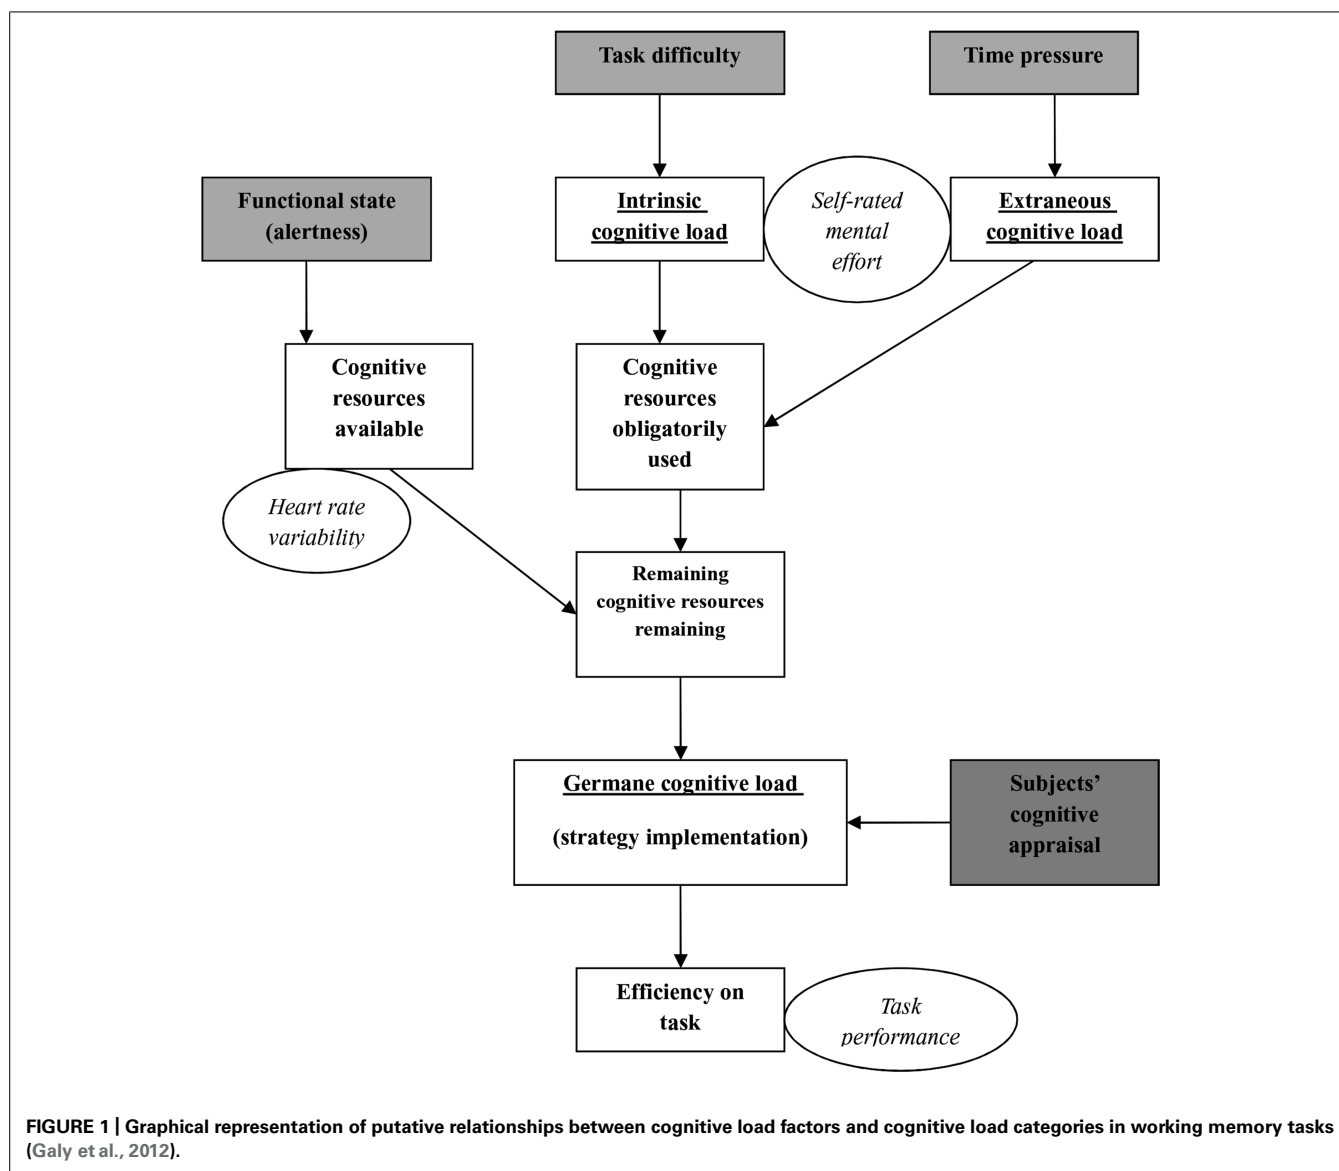 Task difficulty
Time pressure
Functional state
(alertness)
Intrinsic
cognitive load
Self-rated
mental
effort
Extraneous
cognitive load
Cognitive
resources
available
Cognitive
resources
obligatorily
used
Heart rate
variability
Remaining
cognitive resources
remaining
Germane cognitive load
(strategy implementation)
Subjects’
cognitive
appraisal
Efficiency on
task
Task
performance
FIGURE 1 | Graphical representation of putative relationships between cognitive load factors and cognitive load categories in working memory tasks
(Galy et al., 2012).